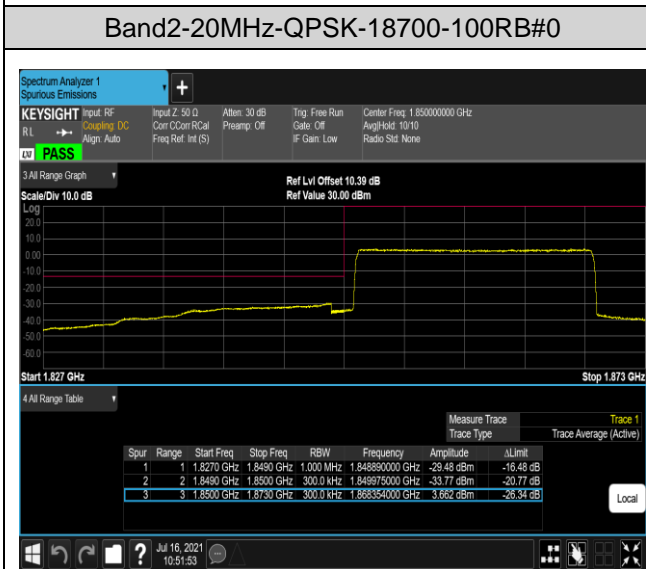 Band2-20MHz-QPSK-18700-100RB#0
Spectrum Analyzer 1
Spurious Emissions
+
KEYSIGHT
Input: RF
Coupling: DC
Align: Auto
Input Z: 50 Ω
Corr CCorr RCal
Freq Ref: Int (S)
Atten: 30 dB
Preamp: Off
Trig: Free Run
Gate: Off
IF Gain: Low
Center Freq: 1.850000000 GHz
Avg|Hold: 10/10
Radio Std: None
R L
LXI PASS
3 All Range Graph
Scale/Div 10.0 dB
Ref Lvl Offset 10.39 dB
Ref Value 30.00 dBm
Log
20.0
10.0
0.00
-10.0
-20.0
-30.0
-40.0
-50.0
-60.0
Start 1.827 GHz
Stop 1.873 GHz
4 All Range Table
Measure Trace Trace 1
Trace Type Trace Average (Active)
Spur Range Start Freq Stop Freq RBW Frequency Amplitude ΔLimit
1 1 1.8270 GHz 1.8490 GHz 1.000 MHz 1.848890000 GHz -29.48 dBm -16.48 dB
2 2 1.8490 GHz 1.8500 GHz 300.0 kHz 1.849975000 GHz -33.77 dBm -20.77 dB
3 3 1.8500 GHz 1.8730 GHz 300.0 kHz 1.868354000 GHz 3.662 dBm -26.34 dB
Local
?
Jul 16, 2021
10:51:53